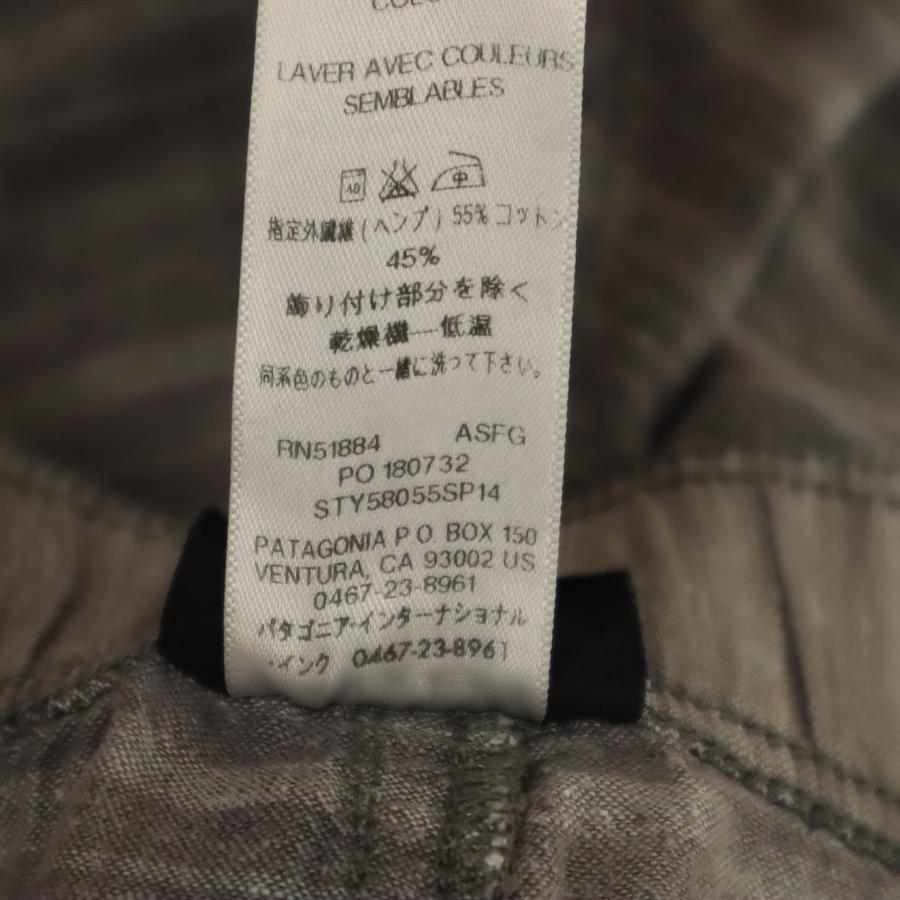 LAVER AVEC COULEURS
SEMBLABLES
40 中
指定外繊維(ヘンプ) 55% コットン
45%
飾り付け部分を除く
乾燥機―低温
同系色のものと一緒に洗って下さい。
RN51884 ASFG
PO 180732
STY58055SP14
PATAGONIA P.O. BOX 150
VENTURA, CA 93002 US
0467-23-8961
パタゴニア・インターナショナル
・インク 0467-23-8961